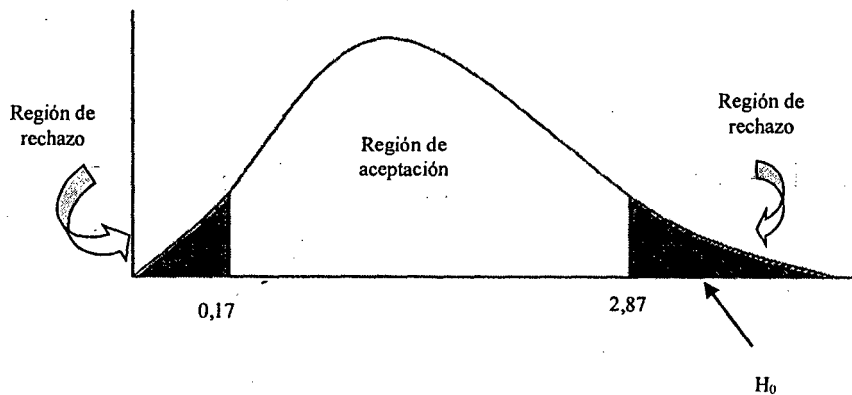 Región de
rechazo
Región de
aceptación
Región de
rechazo
0,17
2,87
H₀